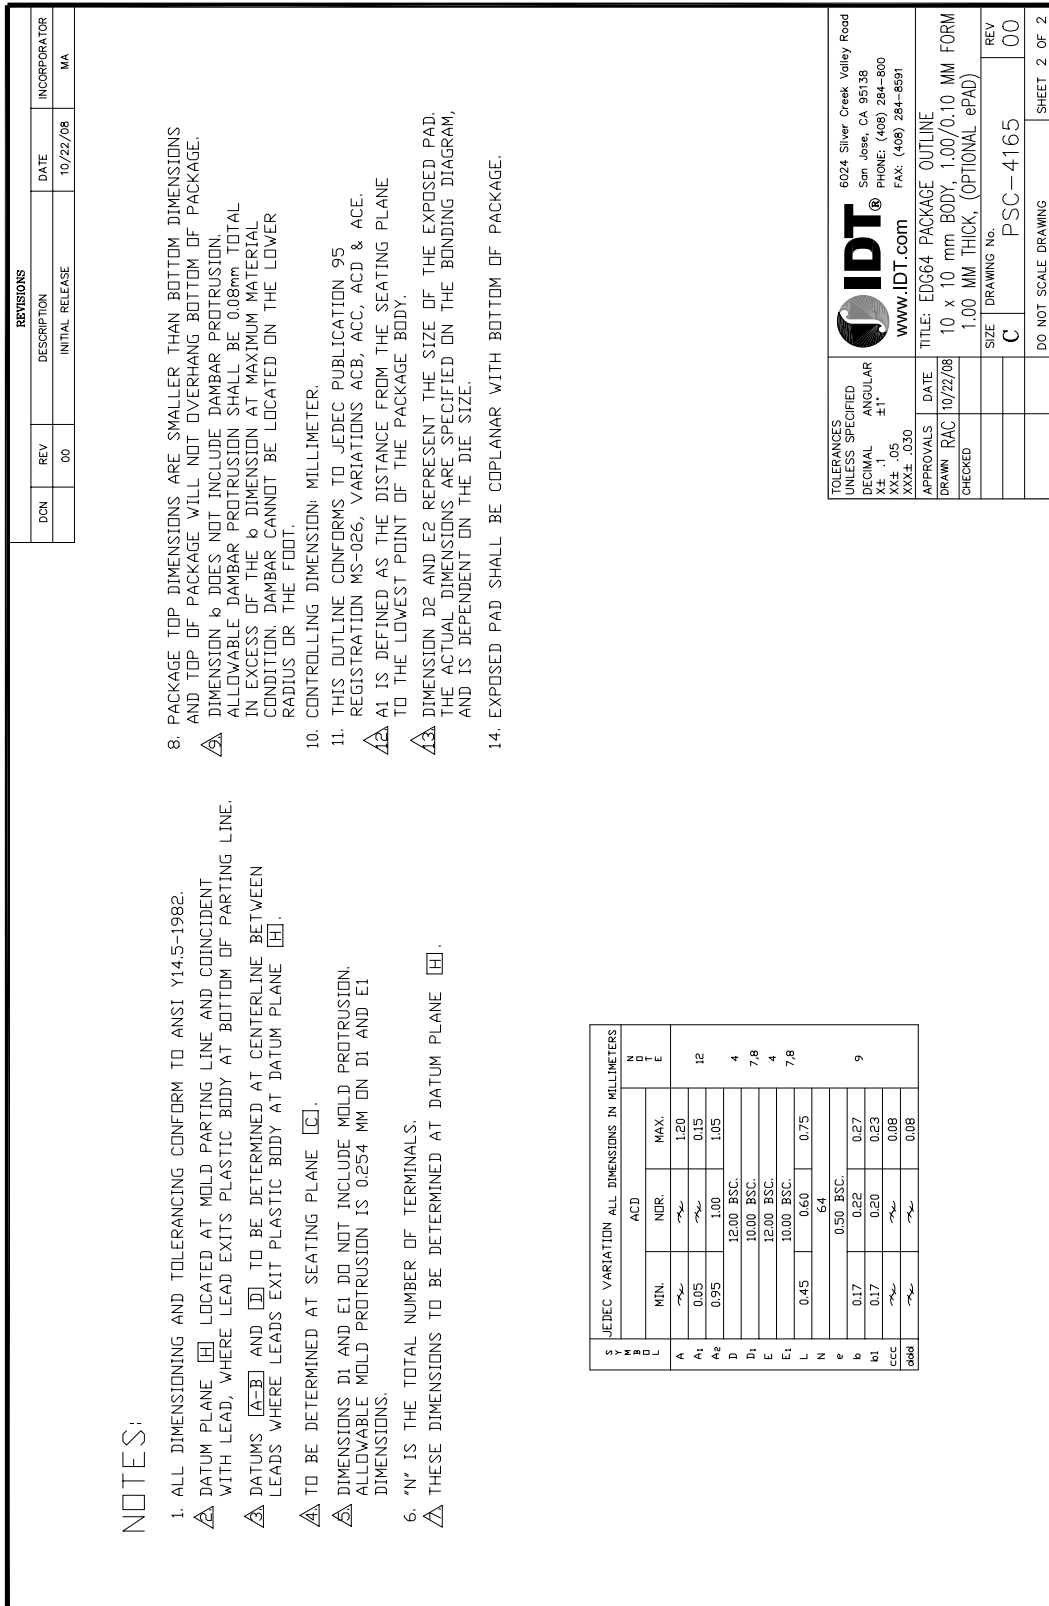 REVISIONS
DCN REV DESCRIPTION DATE INCORPORATOR
00 INITIAL RELEASE 10/22/08 MA
NOTES:
1. ALL DIMENSIONING AND TOLERANCING CONFORM TO ANSI Y14.5-1982.
2. DATUM PLANE H LOCATED AT MOLD PARTING LINE AND COINCIDENT
WITH LEAD, WHERE LEAD EXITS PLASTIC BODY AT BOTTOM OF PARTING LINE.
3. DATUMS A-B AND D TO BE DETERMINED AT CENTERLINE BETWEEN
LEADS WHERE LEADS EXIT PLASTIC BODY AT DATUM PLANE H.
4. TO BE DETERMINED AT SEATING PLANE C.
5. DIMENSIONS D1 AND E1 DO NOT INCLUDE MOLD PROTRUSION.
ALLOWABLE MOLD PROTRUSION IS 0.254 MM ON D1 AND E1
DIMENSIONS.
6. "N" IS THE TOTAL NUMBER OF TERMINALS.
7. THESE DIMENSIONS TO BE DETERMINED AT DATUM PLANE H.
8. PACKAGE TOP DIMENSIONS ARE SMALLER THAN BOTTOM DIMENSIONS
AND TOP OF PACKAGE WILL NOT OVERHANG BOTTOM OF PACKAGE.
9. DIMENSION b DOES NOT INCLUDE DAMBAR PROTRUSION.
ALLOWABLE DAMBAR PROTRUSION SHALL BE 0.08mm TOTAL
IN EXCESS OF THE b DIMENSION AT MAXIMUM MATERIAL
CONDITION. DAMBAR CANNOT BE LOCATED ON THE LOWER
RADIUS OR THE FOOT.
10. CONTROLLING DIMENSION: MILLIMETER.
11. THIS OUTLINE CONFORMS TO JEDEC PUBLICATION 95
REGISTRATION MS-026, VARIATIONS ACB, ACC, ACD & ACE.
12. A1 IS DEFINED AS THE DISTANCE FROM THE SEATING PLANE
TO THE LOWEST POINT OF THE PACKAGE BODY.
13. DIMENSION D2 AND E2 REPRESENT THE SIZE OF THE EXPOSED PAD.
THE ACTUAL DIMENSIONS ARE SPECIFIED ON THE BONDING DIAGRAM,
AND IS DEPENDENT ON THE DIE SIZE.
14. EXPOSED PAD SHALL BE COPLANAR WITH BOTTOM OF PACKAGE.
SYMBOL JEDEC VARIATION ALL DIMENSIONS IN MILLIMETERS
ACD NOTE
MIN. NOR. MAX.
A 1.20
A1 0.05 0.15 12
A2 0.95 1.00 1.05
D 12.00 BSC. 4
D1 10.00 BSC. 7,8
E 12.00 BSC. 4
E1 10.00 BSC. 7,8
L 0.45 0.60 0.75
N 64
e 0.50 BSC.
b 0.17 0.22 0.27 9
b1 0.17 0.20 0.23
ccc 0.08
ddd 0.08
TOLERANCES
UNLESS SPECIFIED
DECIMAL ANGULAR
X± .1 ±1°
XX± .05
XXX± .030
IDT®
www.IDT.com
6024 Silver Creek Valley Road
San Jose, CA 95138
PHONE: (408) 284-800
FAX: (408) 284-8591
APPROVALS DATE
DRAWN RAC 10/22/08
CHECKED
TITLE: EDG64 PACKAGE OUTLINE
10 x 10 mm BODY, 1.00/0.10 MM FORM
1.00 MM THICK, (OPTIONAL ePAD)
SIZE DRAWING No. REV
C PSC-4165 00
DO NOT SCALE DRAWING SHEET 2 OF 2